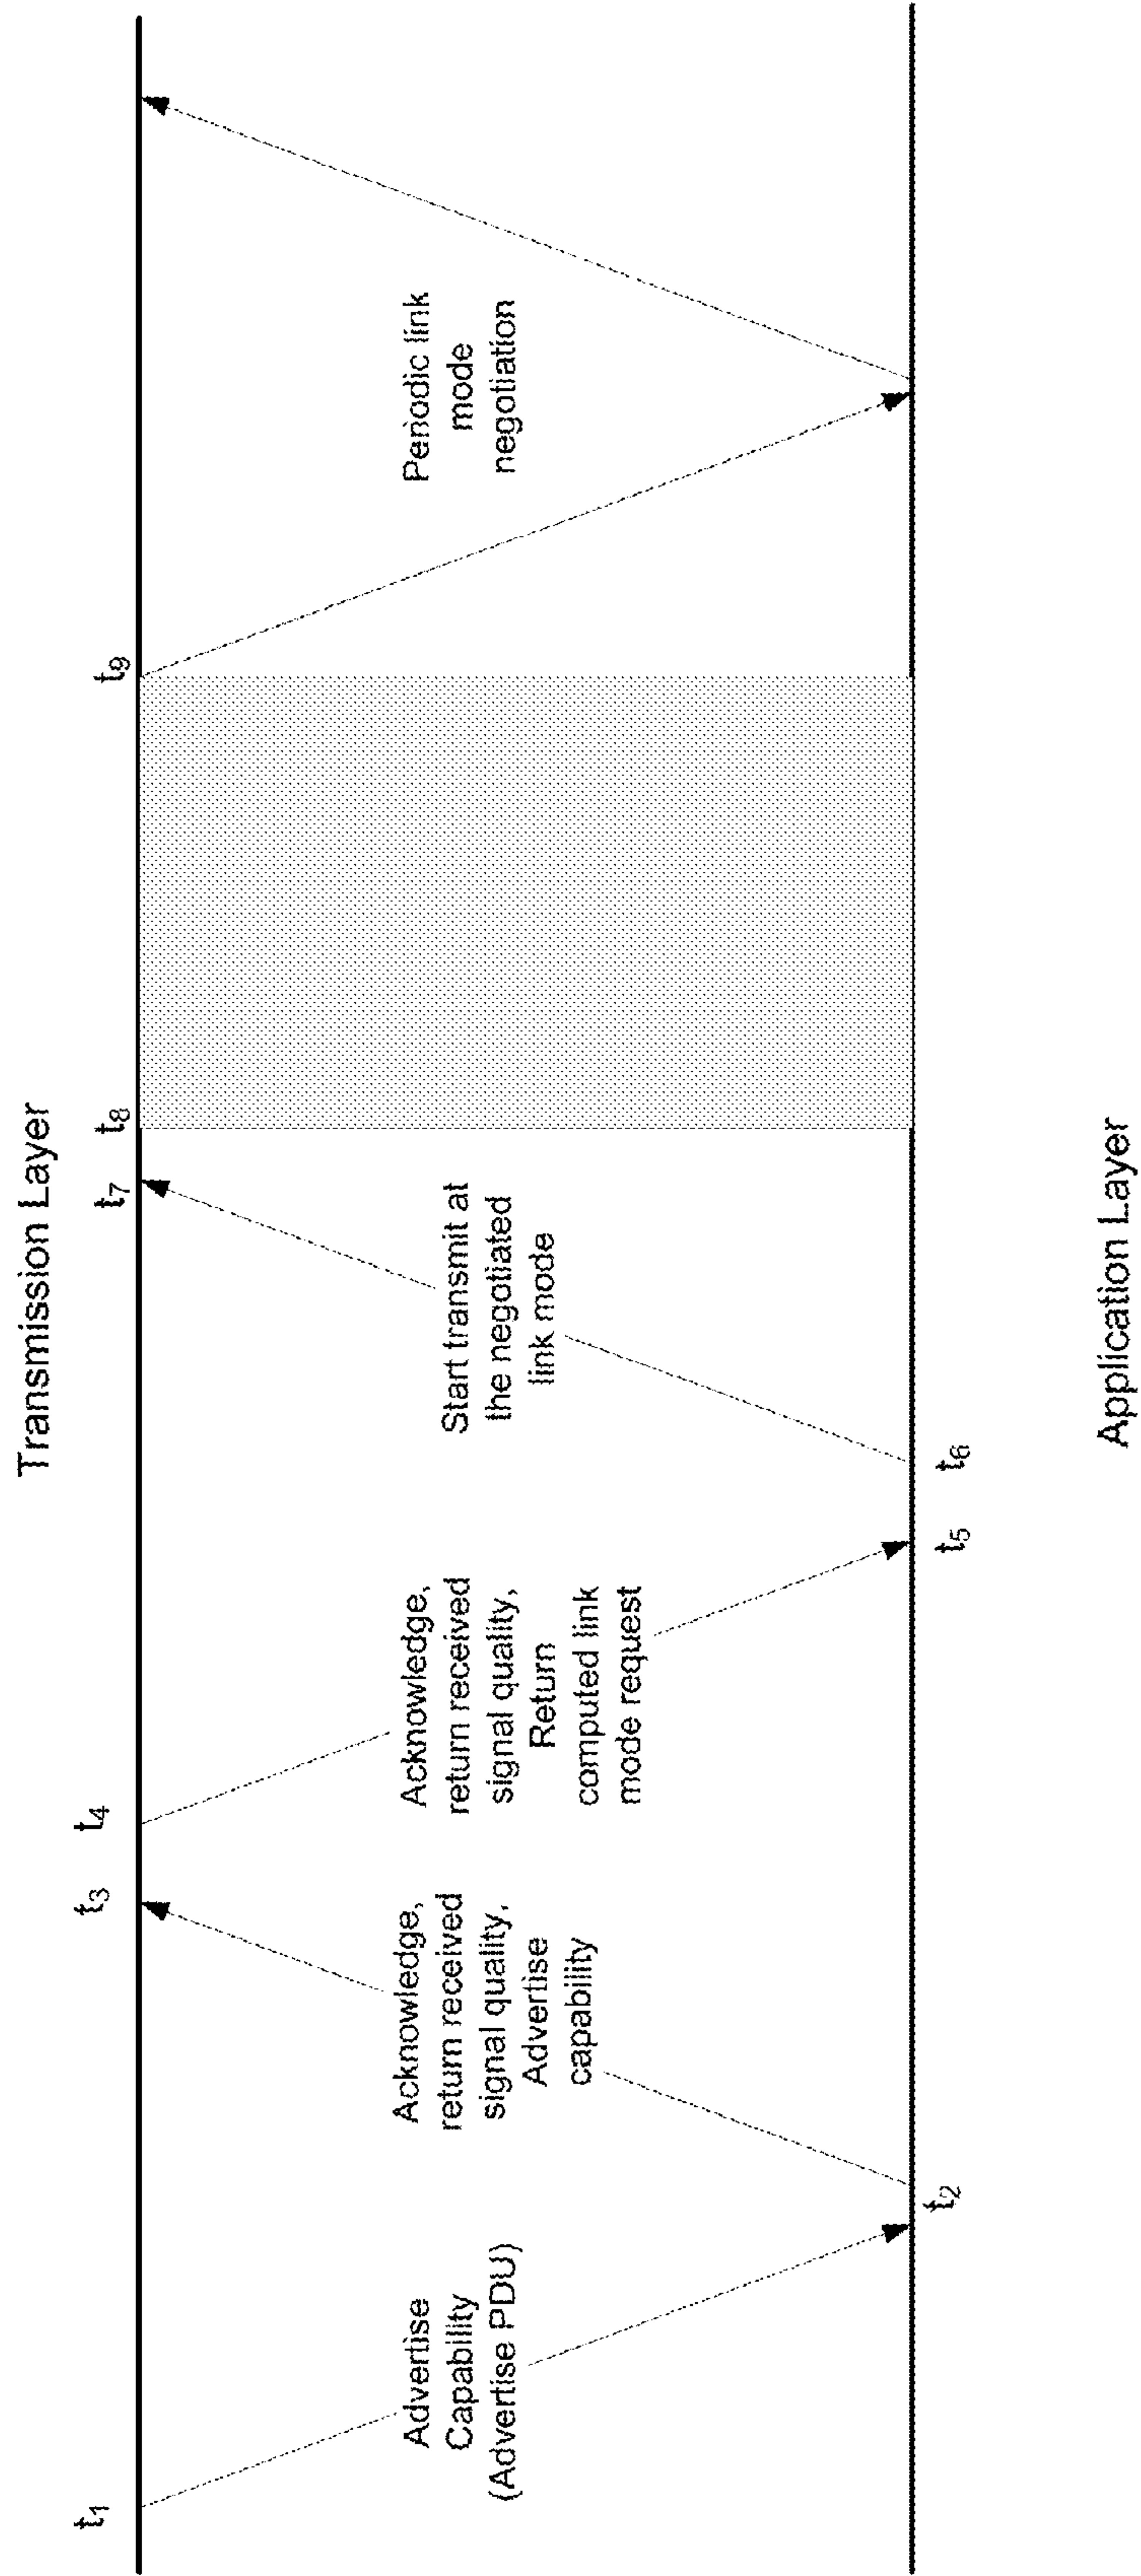 Transmission Layer
t1
t3
t4
t7
t8
t9
Advertise
Capability
(Advertise PDU)
Acknowledge,
return received
signal quality,
Advertise
capability
Acknowledge,
return received
signal quality,
Return
computed link
mode request
Start transmit at
the negotiated
link mode
Periodic link
mode
negotiation
t2
t5
t6
Application Layer